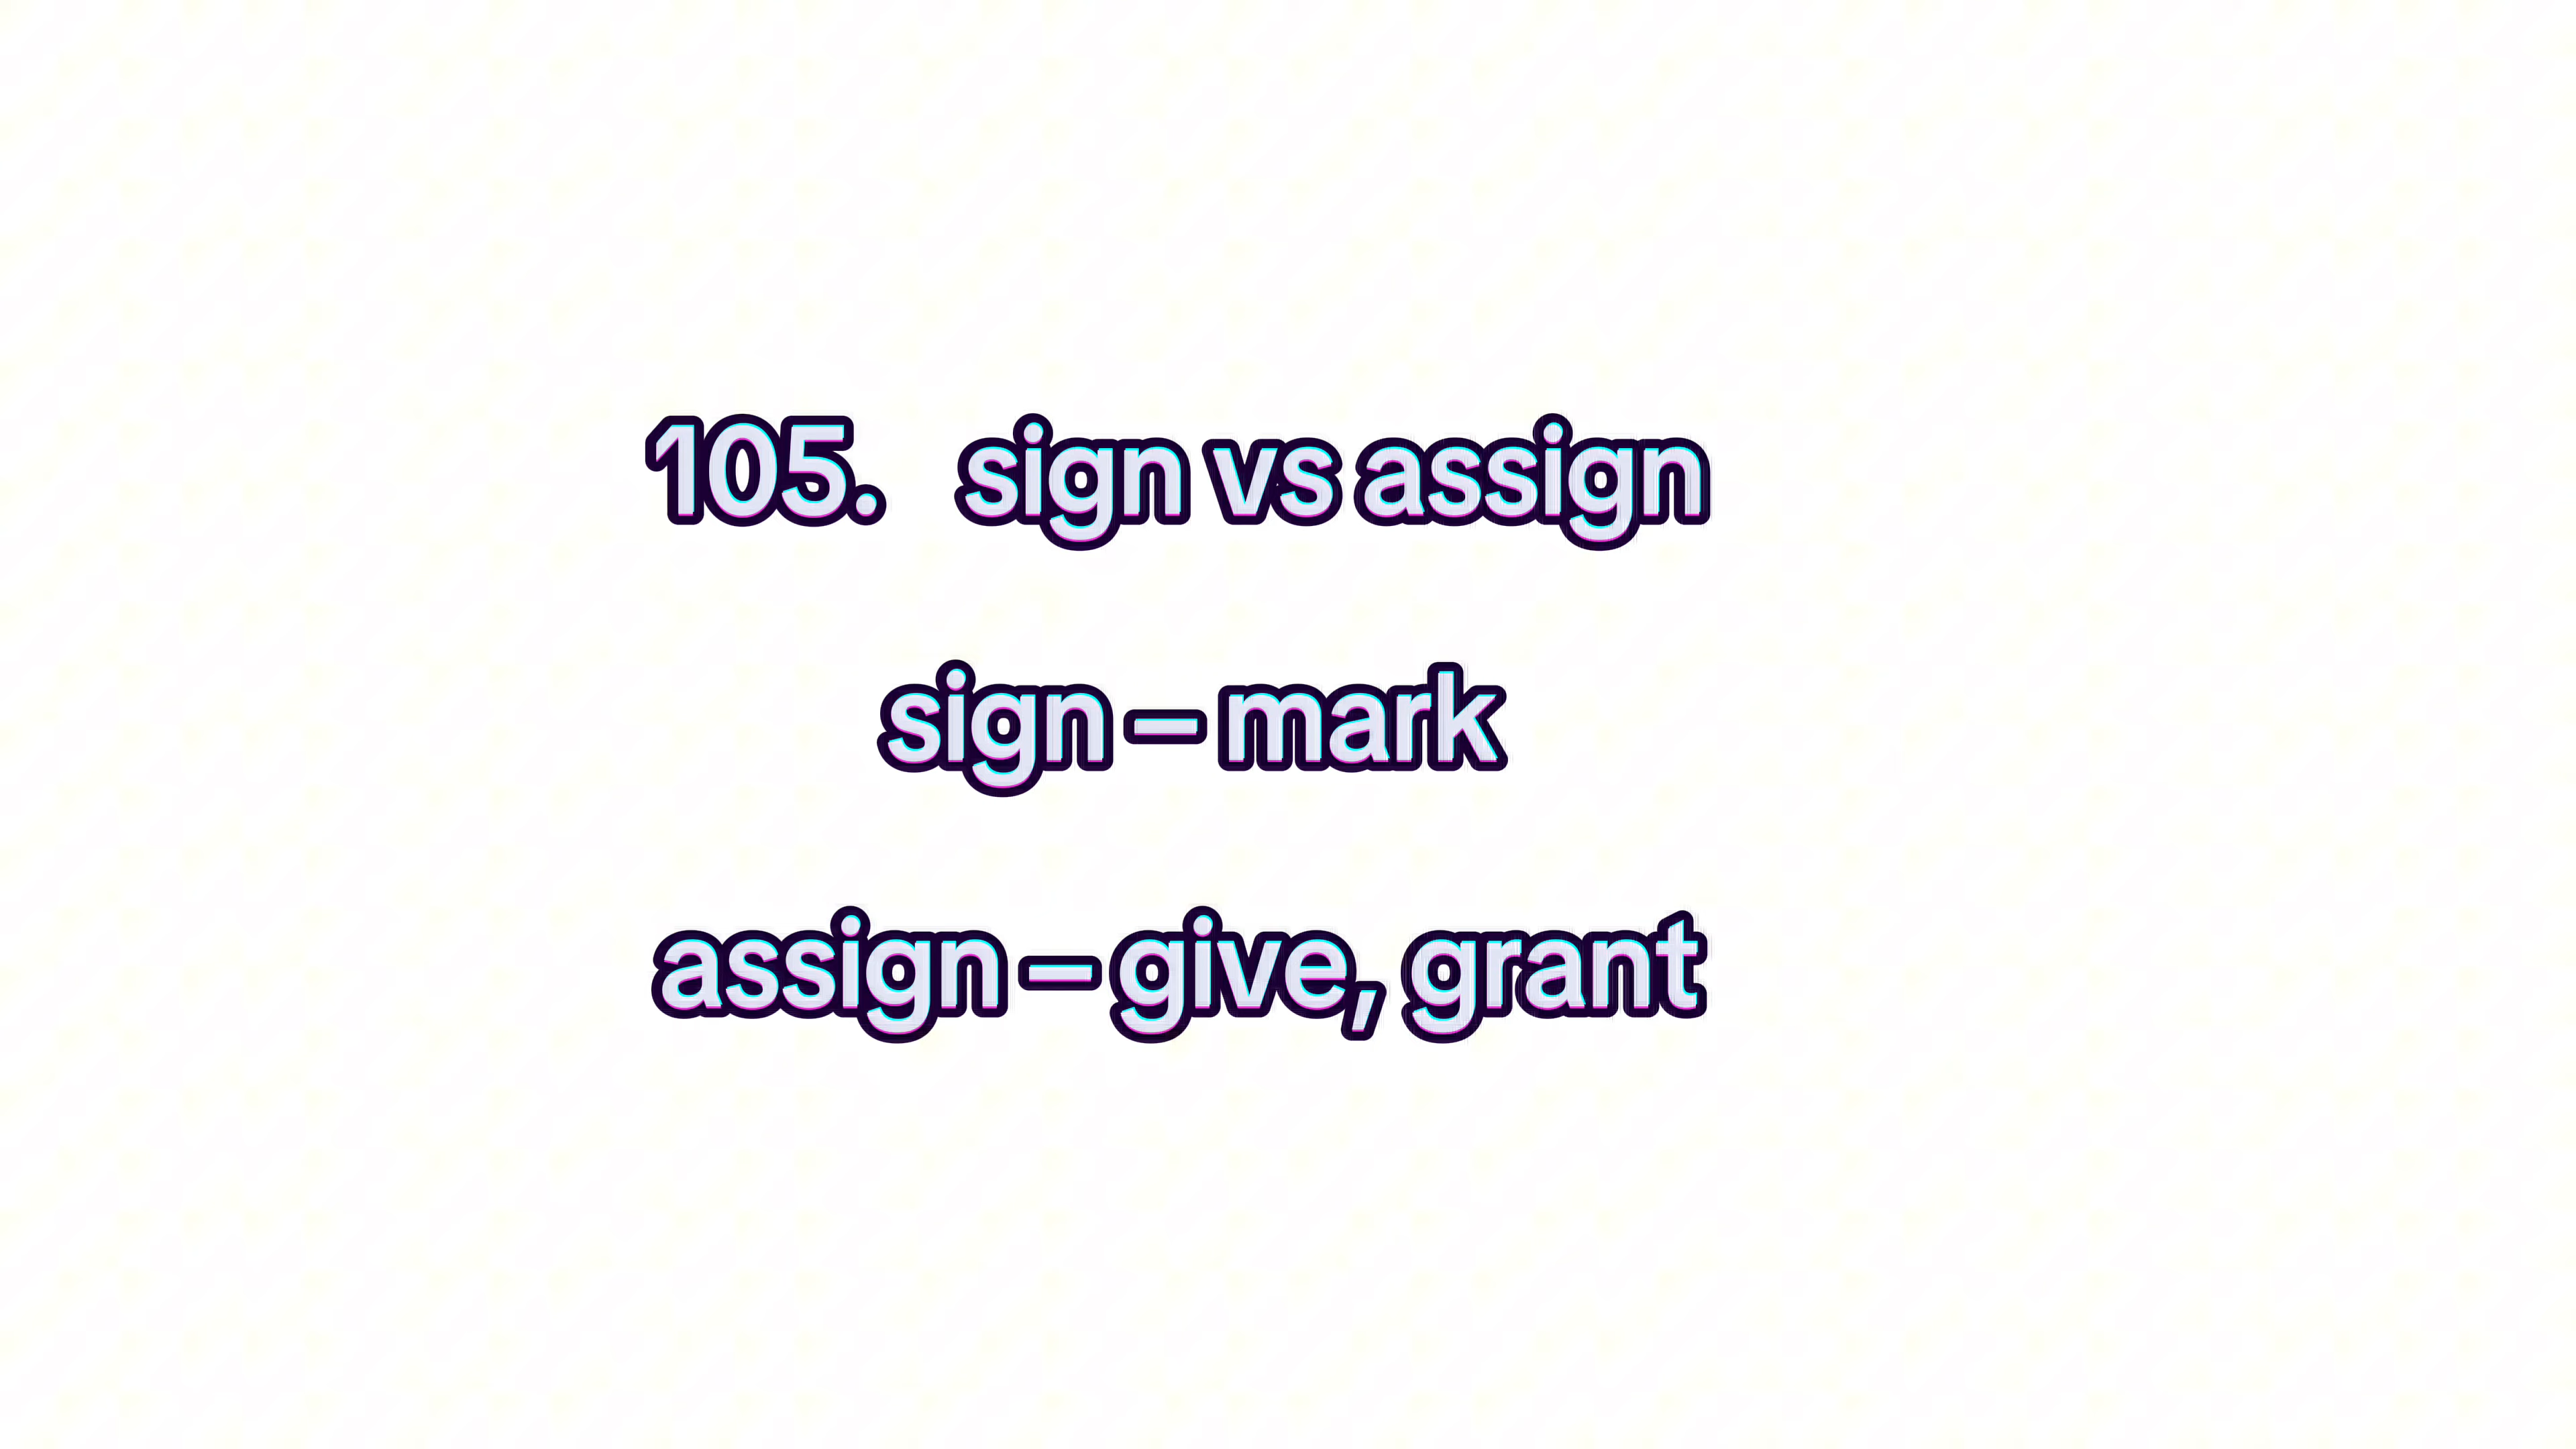 105. sign vs assign
sign – mark
assign – give, grant